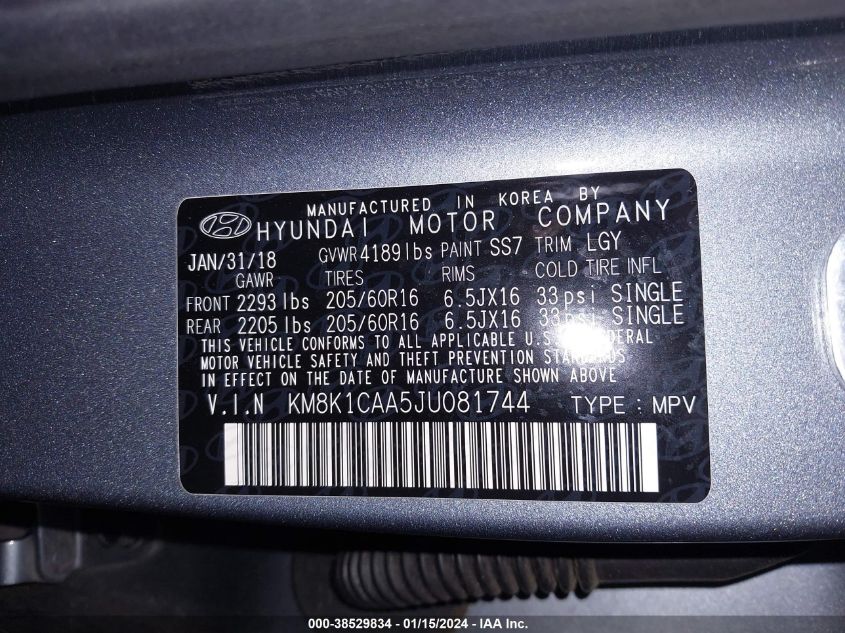 MANUFACTURED IN KOREA BY
HYUNDAI MOTOR COMPANY
JAN/31/18 GVWR 4189lbs PAINT SS7 TRIM LGY
GAWR TIRES RIMS COLD TIRE INFL
FRONT 2293lbs 205/60R16 6.5JX16 33psi SINGLE
REAR 2205lbs 205/60R16 6.5JX16 33psi SINGLE
THIS VEHICLE CONFORMS TO ALL APPLICABLE U.S. FEDERAL
MOTOR VEHICLE SAFETY AND THEFT PREVENTION STANDARDS
IN EFFECT ON THE DATE OF MANUFACTURE SHOWN ABOVE
V.I.N KM8K1CAA5JU081744 TYPE : MPV
000-38529834 - 01/15/2024 - IAA Inc.